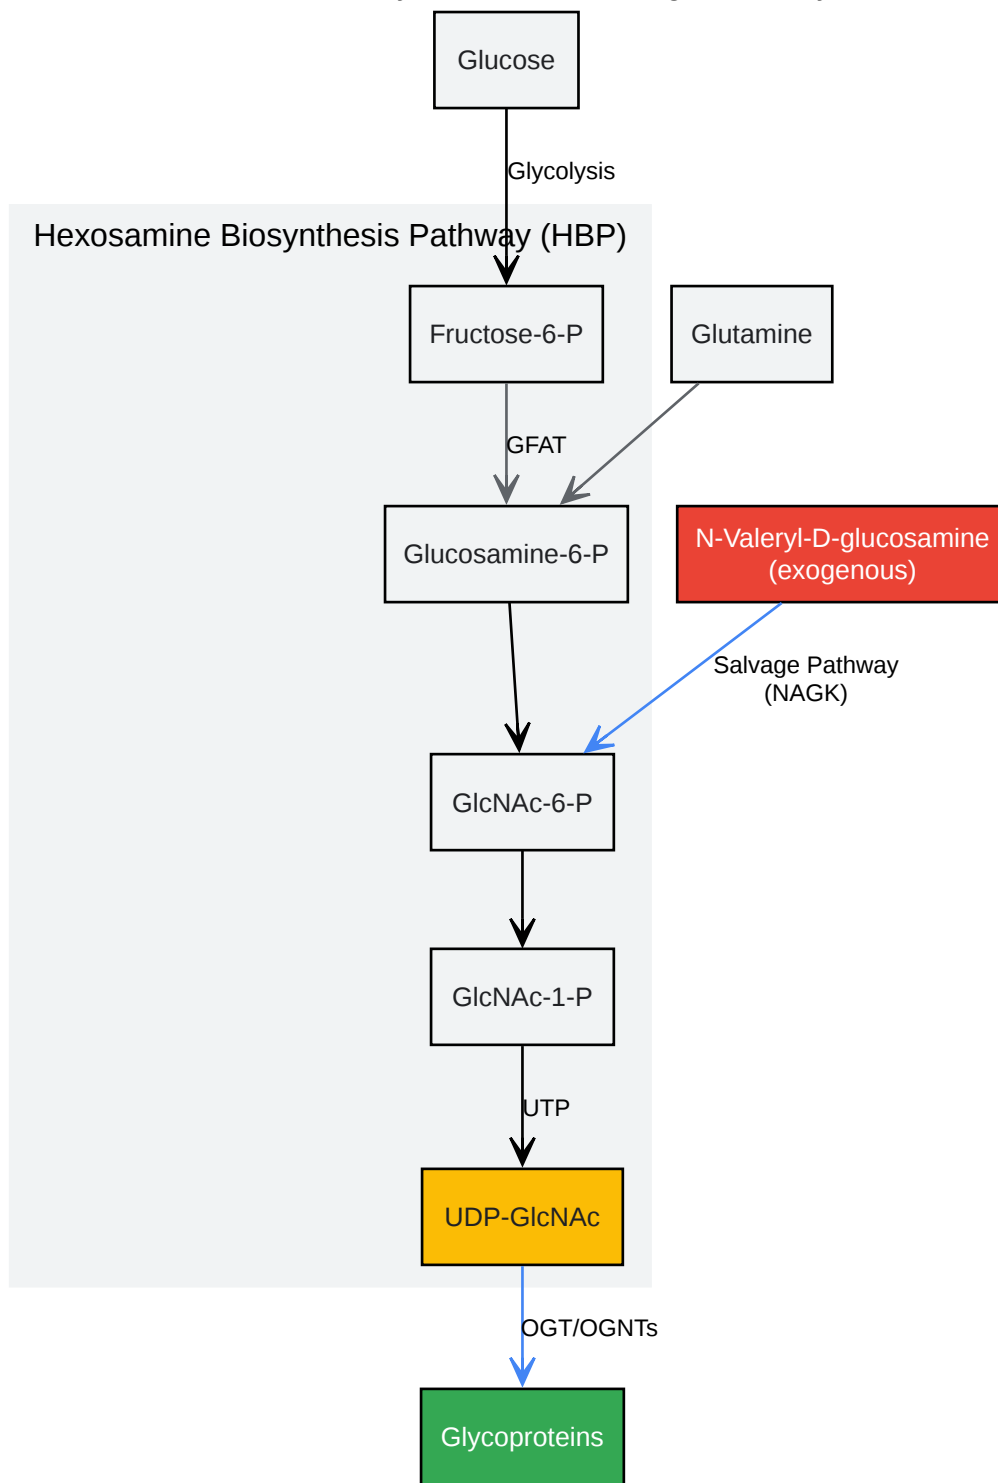 Glucose
Glycolysis
Hexosamine Biosynthesis Pathway (HBP)
Fructose-6-P
Glutamine
GFAT
Glucosamine-6-P
N-Valeryl-D-glucosamine
(exogenous)
Salvage Pathway
(NAGK)
GlcNAc-6-P
GlcNAc-1-P
UTP
UDP-GlcNAc
OGT/OGNTs
Glycoproteins